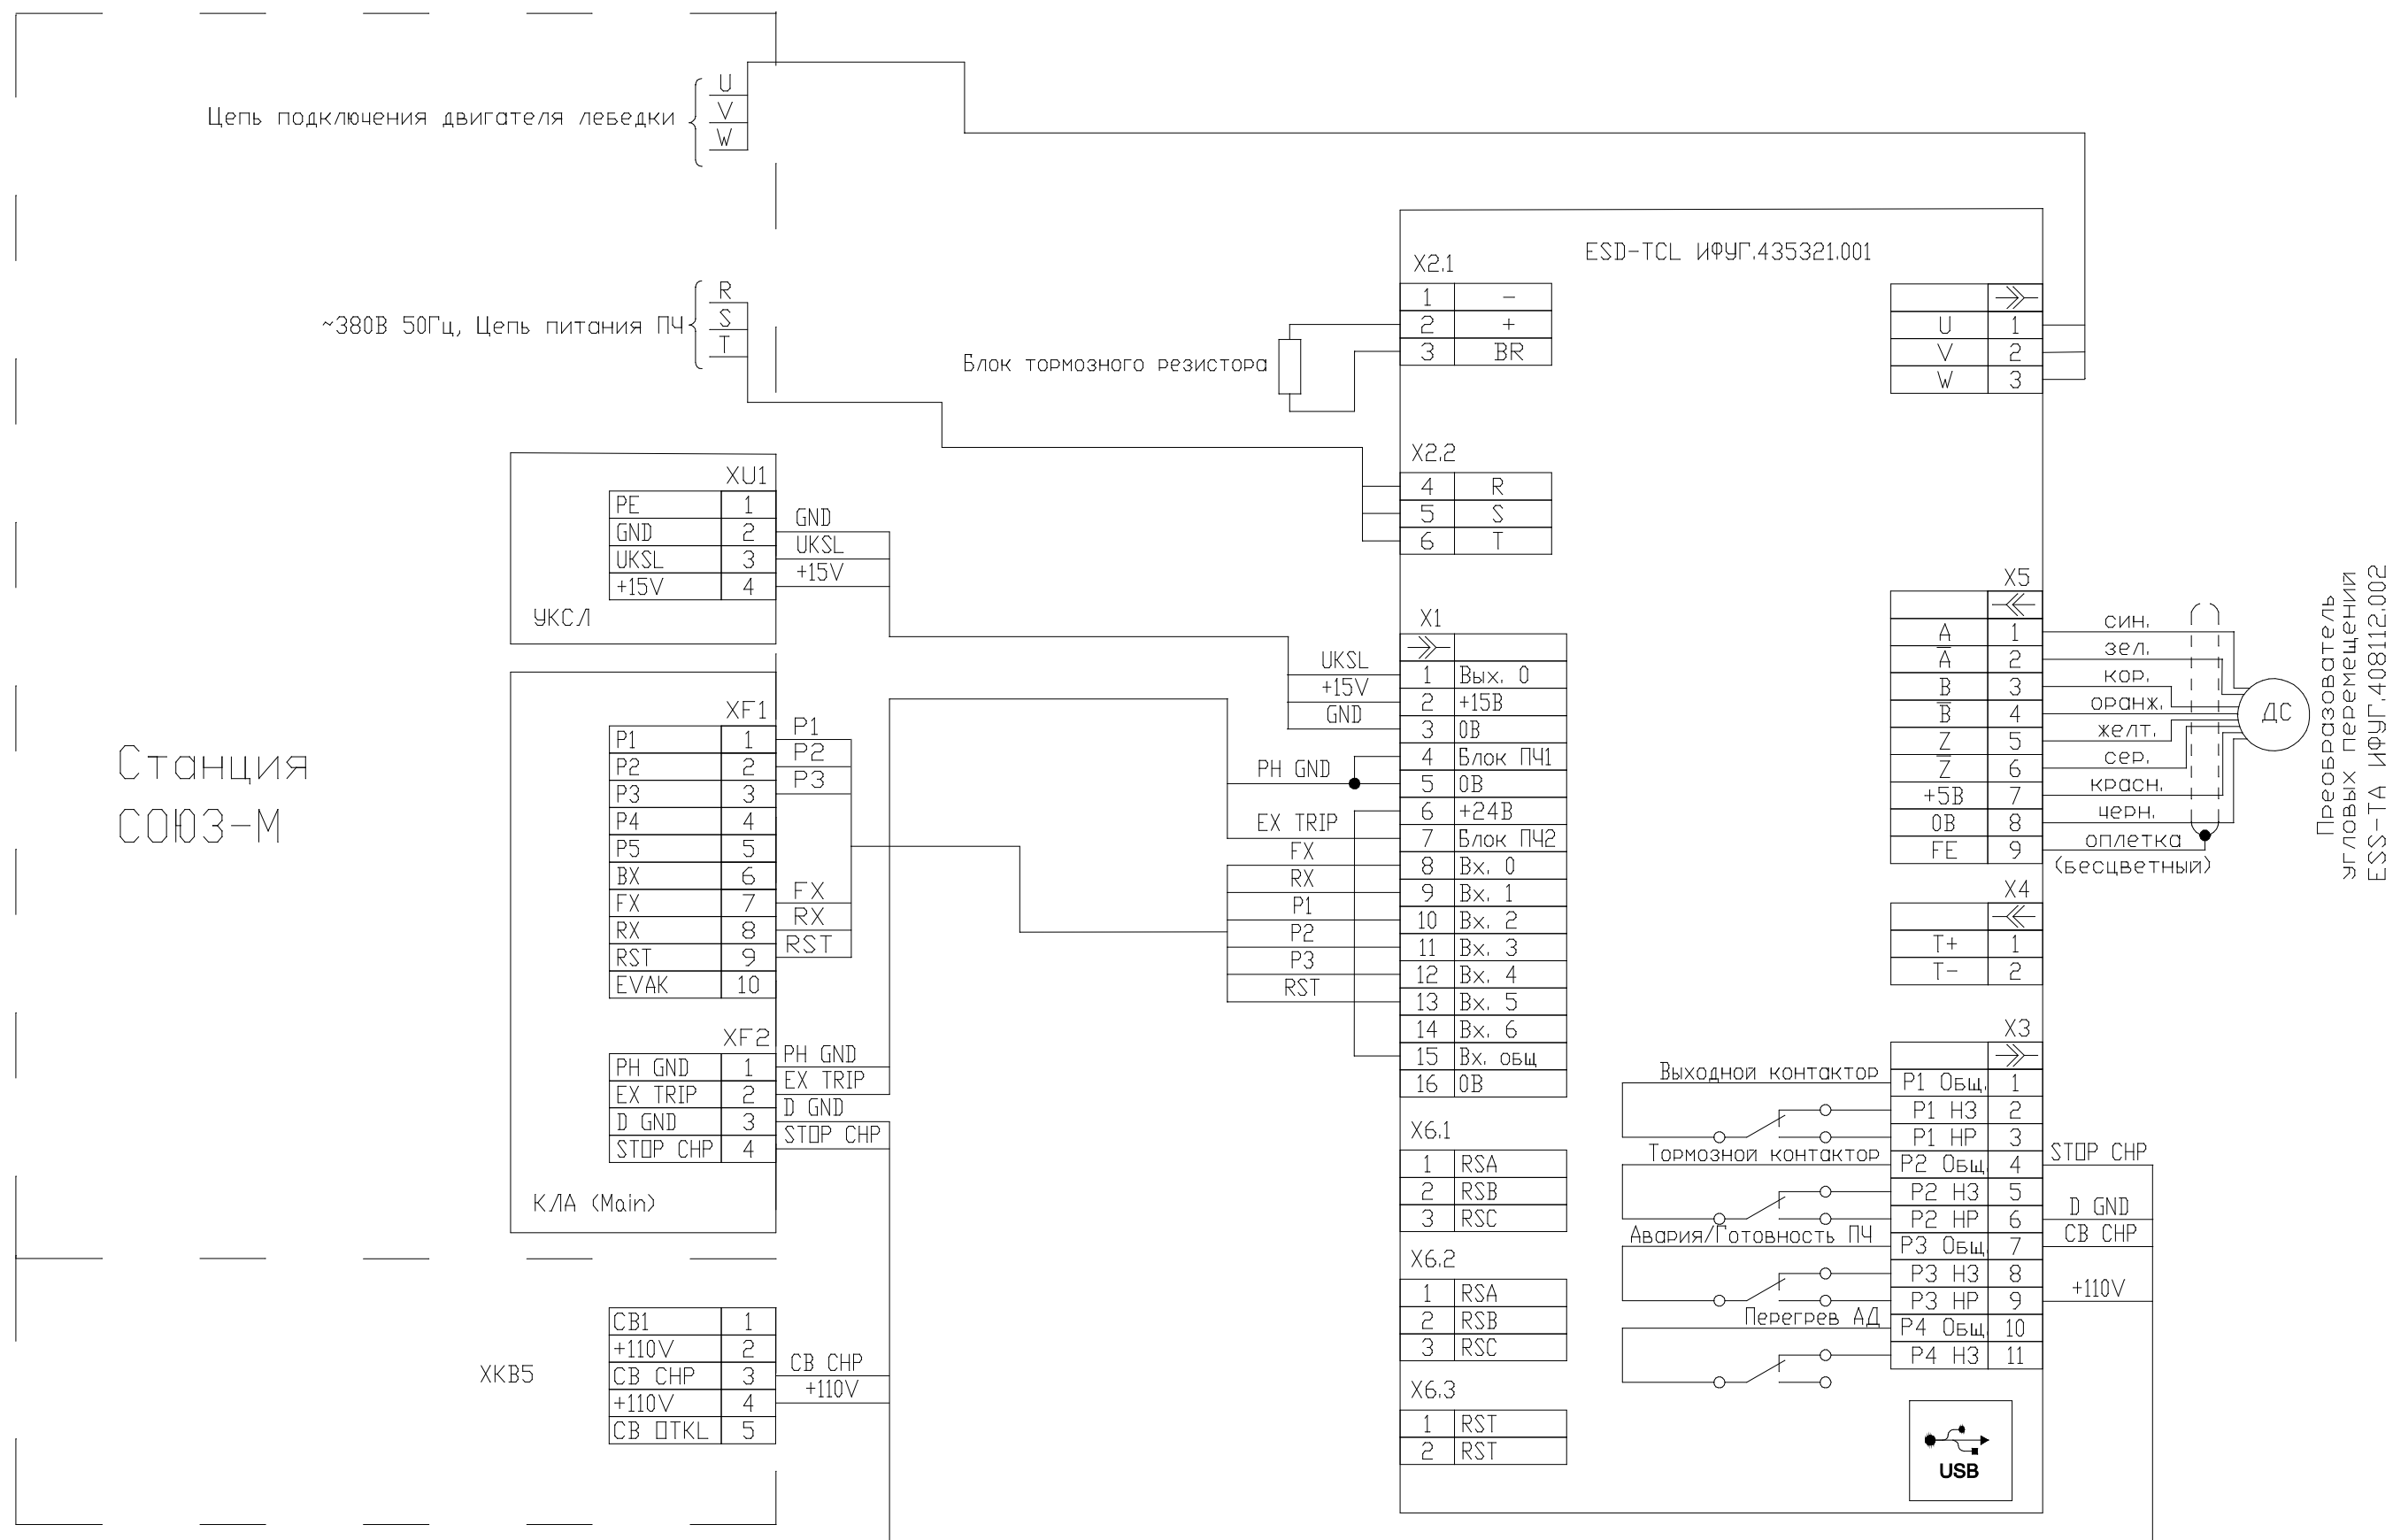 U
V
W
Цепь подключения двигателя лебедки
R
S
T
~380В 50Гц, Цепь питания ПЧ
XU1
PE 1
GND 2
UKSL 3
+15V 4
УКСЛ
GND
UKSL
+15V
Станция
СОЮЗ-М
XF1
P1 1
P2 2
P3 3
P4 4
P5 5
BX 6
FX 7
RX 8
RST 9
EVAK 10
P1
P2
P3
FX
RX
RST
XF2
PH GND 1
EX TRIP 2
D GND 3
STOP CHP 4
КЛА (Main)
PH GND
EX TRIP
D GND
STOP CHP
ХКВ5
CB1 1
+110V 2
CB CHP 3
+110V 4
CB OTKL 5
CB CHP
+110V
ESD-TCL ИФУГ.435321.001
X2.1
1 -
2 +
3 BR
Блок тормозного резистора
X2.2
4 R
5 S
6 T
X1
1 Вых. 0
2 +15В
3 0В
4 Блок ПЧ1
5 0В
6 +24В
7 Блок ПЧ2
8 Вх. 0
9 Вх. 1
10 Вх. 2
11 Вх. 3
12 Вх. 4
13 Вх. 5
14 Вх. 6
15 Вх. общ
16 0В
UKSL
+15V
GND
PH GND
EX TRIP
FX
RX
P1
P2
P3
RST
X6.1
1 RSA
2 RSB
3 RSC
X6.2
1 RSA
2 RSB
3 RSC
X6.3
1 RST
2 RST
U 1
V 2
W 3
X5
A 1
A̅ 2
B 3
B̅ 4
Z 5
Z̅ 6
+5В 7
0В 8
FE 9
син.
зел.
кор.
оранж.
желт.
сер.
красн.
черн.
оплетка
(бесцветный)
ДС
Преобразователь
угловых перемещений
ESS-TA ИФУГ.408112.002
X4
T+ 1
T- 2
X3
Р1 Общ. 1
Р1 НЗ 2
Р1 НР 3
Р2 Общ 4
Р2 НЗ 5
Р2 НР 6
Р3 Общ 7
Р3 НЗ 8
Р3 НР 9
Р4 Общ 10
Р4 НЗ 11
Выходной контактор
Тормозной контактор
Авария/Готовность ПЧ
Перегрев АД
STOP CHP
D GND
CB CHP
+110V
USB